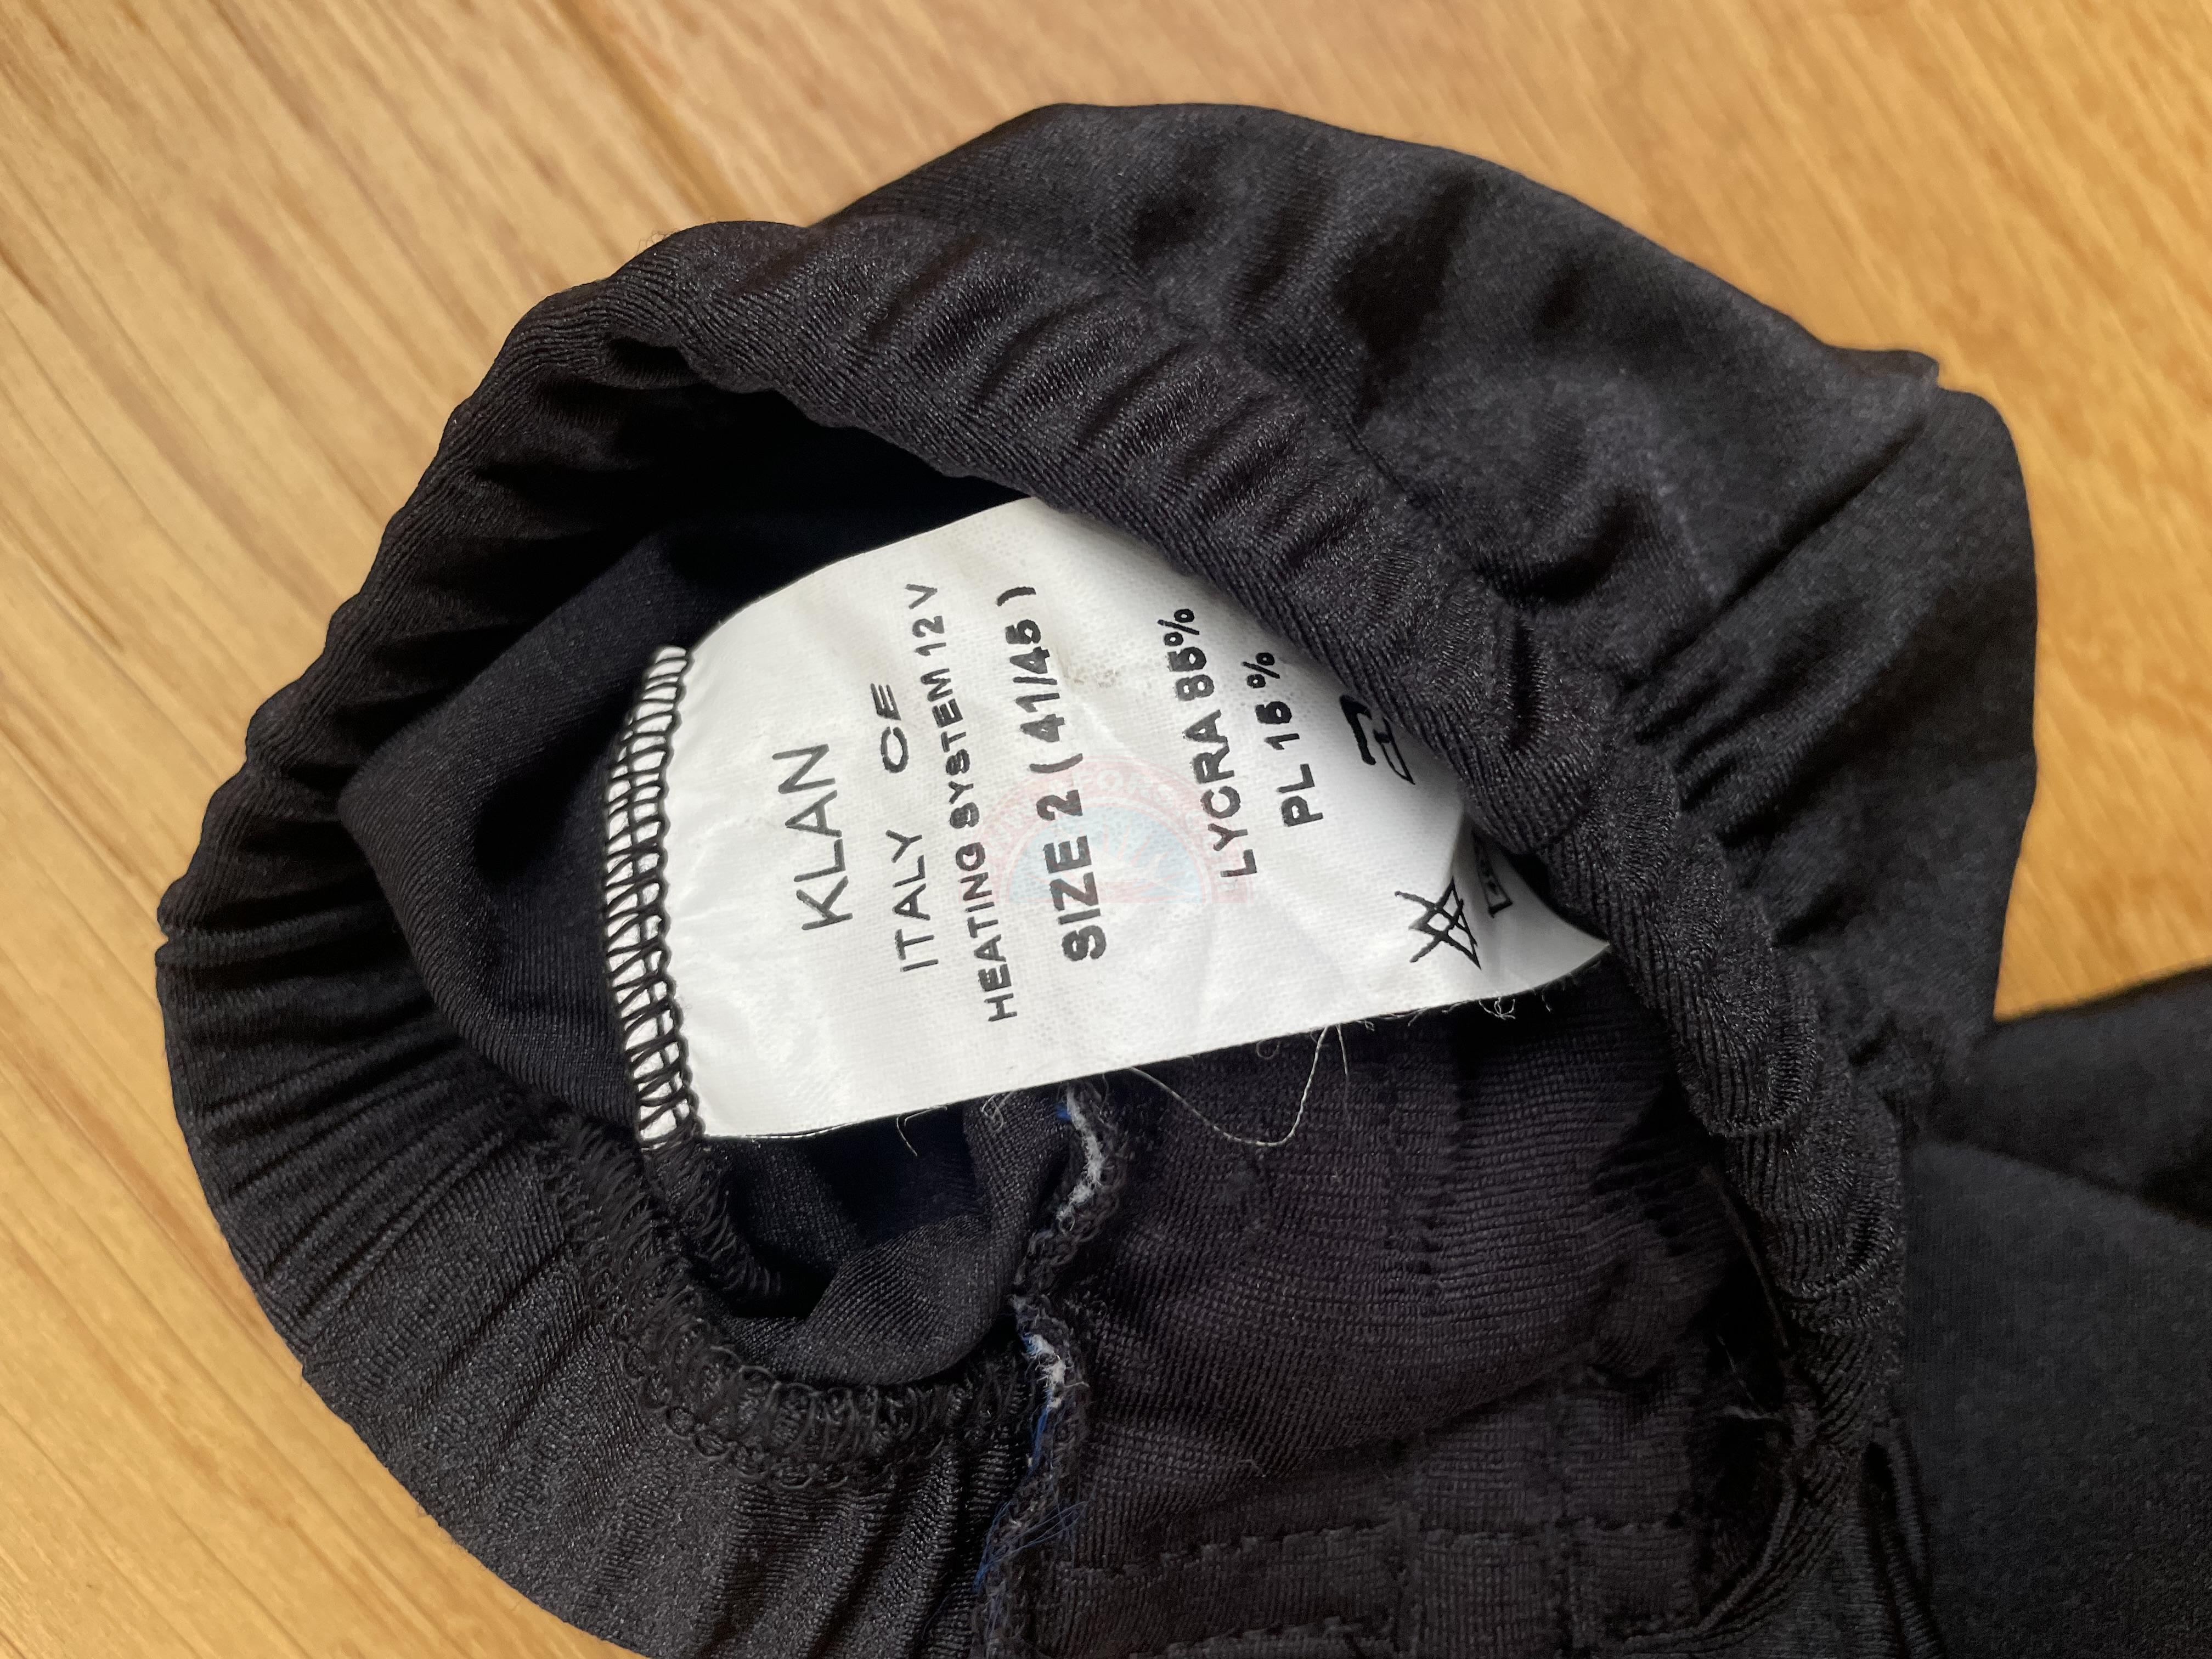 KLAN
ITALY CE
HEATING SYSTEM 12 V
SIZE 2 ( 41/45 )
LYCRA 85%
PL 15 %